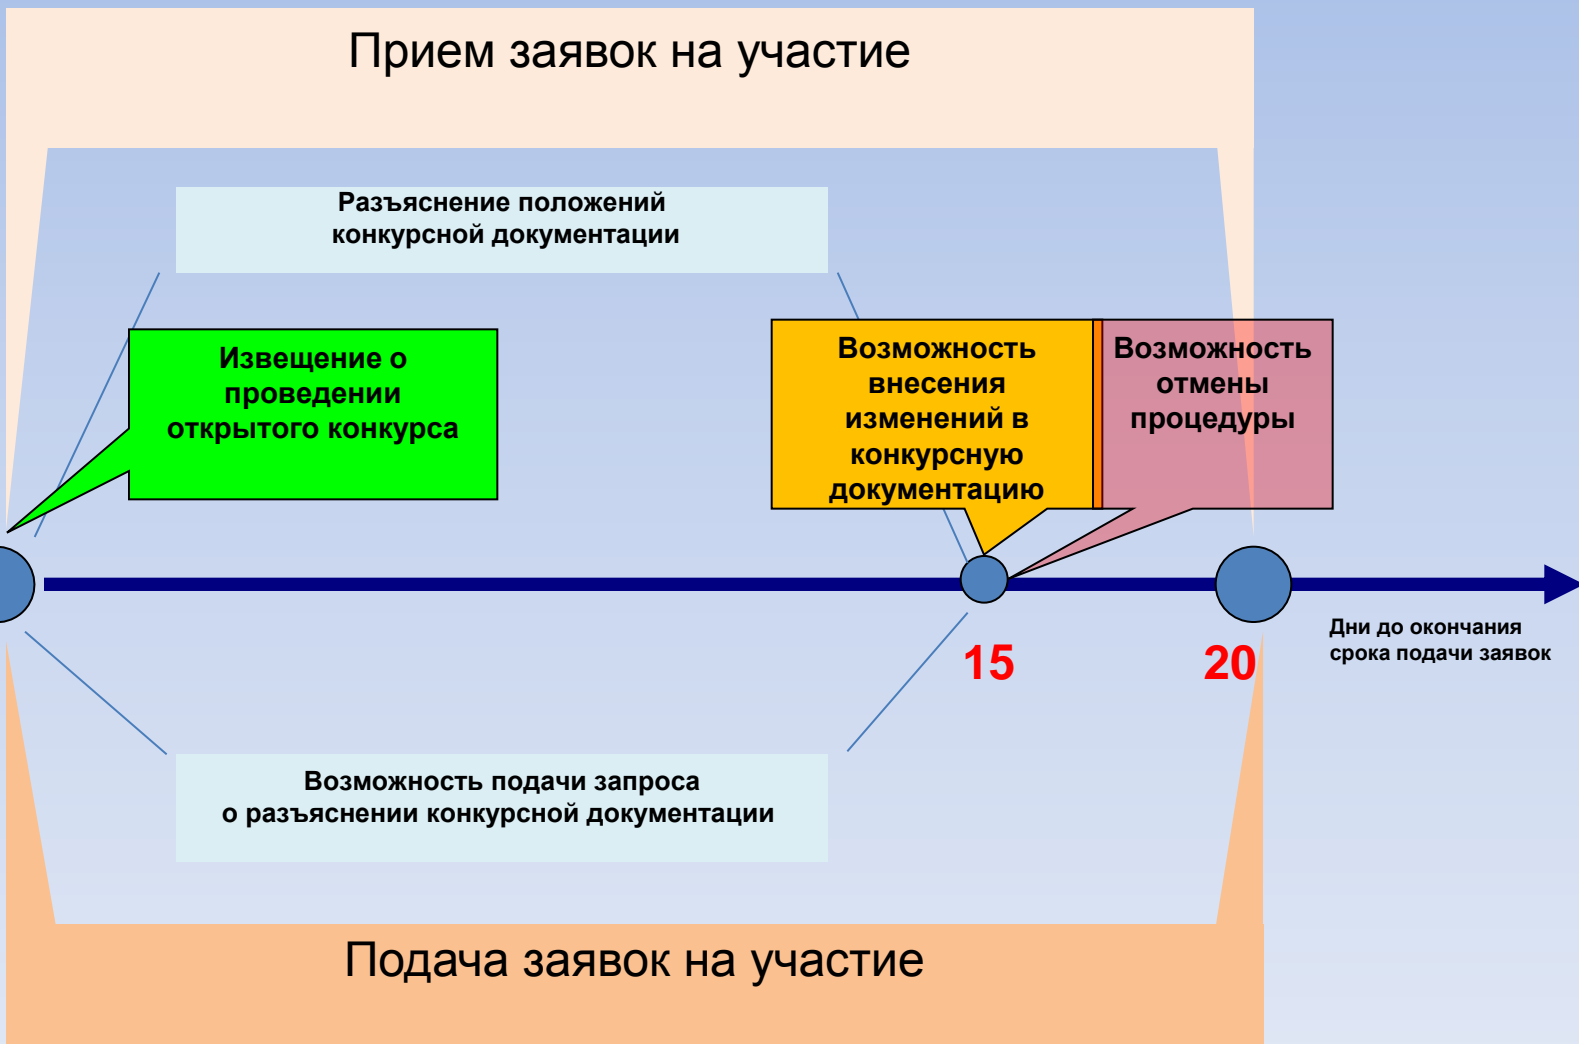 Прием заявок на участие
Разъяснение положений
конкурсной документации
Извещение о
проведении
открытого конкурса
Возможность
внесения
изменений в
конкурсную
документацию
Возможность
отмены
процедуры
15
20
Дни до окончания
срока подачи заявок
Возможность подачи запроса
о разъяснении конкурсной документации
Подача заявок на участие